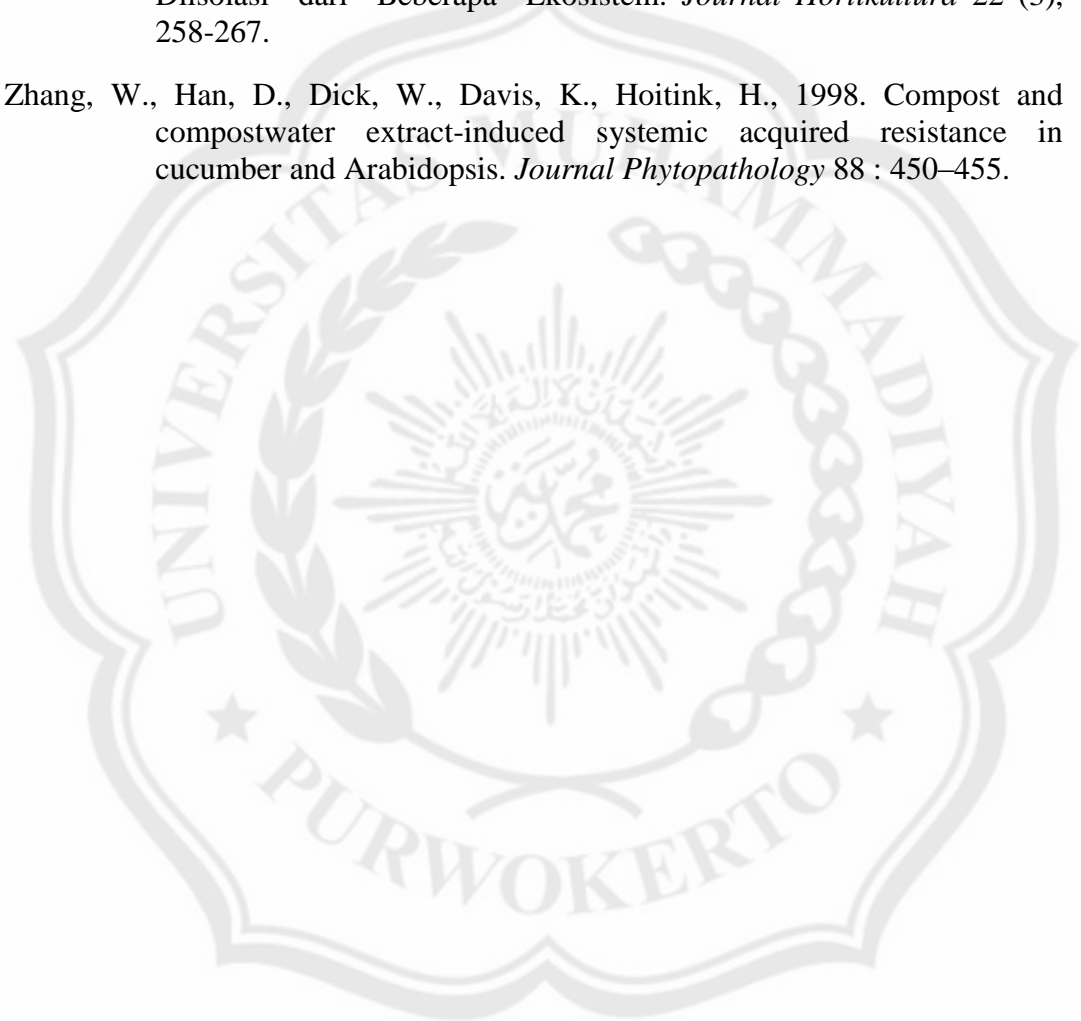 Diisolasi dari Beberapa Ekosistem. Journal Hortikultura 22 (3),
258-267.
Zhang, W., Han, D., Dick, W., Davis, K., Hoitink, H., 1998. Compost and
compostwater extract-induced systemic acquired resistance in
cucumber and Arabidopsis. Journal Phytopathology 88 : 450–455.
UNIVERSITAS MUHAMMADIYAH
محمد
★ PURWOKERTO ★